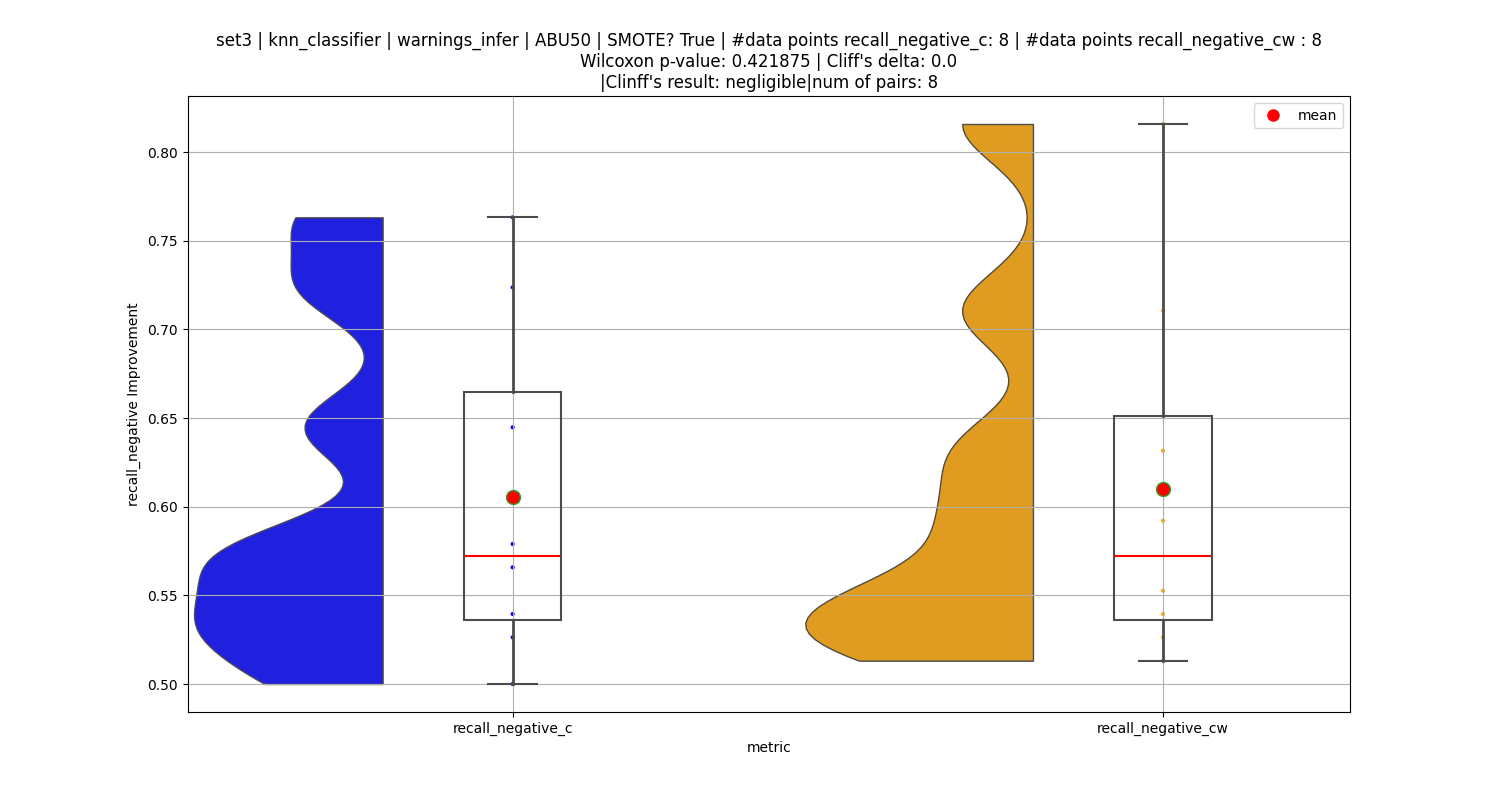 set3 | knn_classifier | warnings_infer | ABU50 | SMOTE? True | #data points recall_negative_c: 8 | #data points recall_negative_cw : 8
Wilcoxon p-value: 0.421875 | Cliff's delta: 0.0
|Clinff's result: negligible|num of pairs: 8
mean
0.80
0.75
0.70
0.65
0.60
0.55
0.50
recall_negative Improvement
recall_negative_c
recall_negative_cw
metric